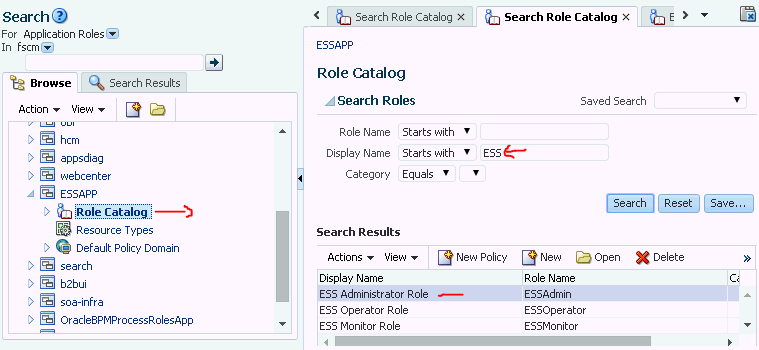 Search
For Application Roles
In fscm
Browse
Search Results
Action
View
hcm
appsdiag
webcenter
ESSAPP
Role Catalog
Resource Types
Default Policy Domain
search
b2bui
soa-infra
OracleBPMProcessRolesApp
Search Role Catalog
Search Role Catalog
ESSAPP
Role Catalog
Search Roles
Saved Search
Role Name Starts with
Display Name Starts with ESS
Category Equals
Search Reset Save...
Search Results
Actions View New Policy New Open Delete »
Display Name Role Name
ESS Administrator Role ESSAdmin
ESS Operator Role ESSOperator
ESS Monitor Role ESSMonitor